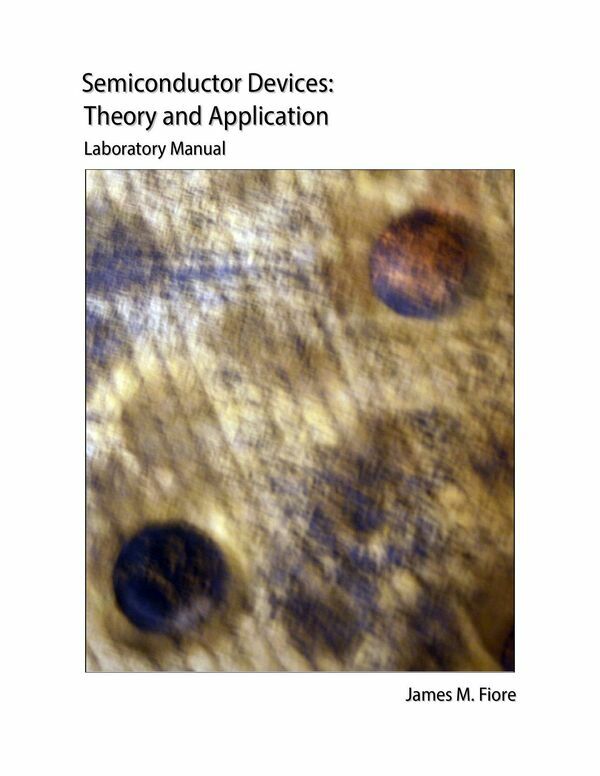 Semiconductor Devices:
Theory and Application
Laboratory Manual
James M. Fiore